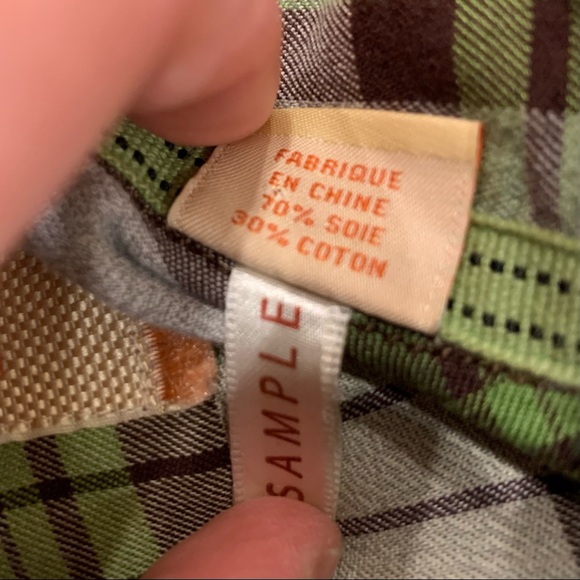 FABRIQUE
EN CHINE
70% SOIE
30% COTON
SAMPLE